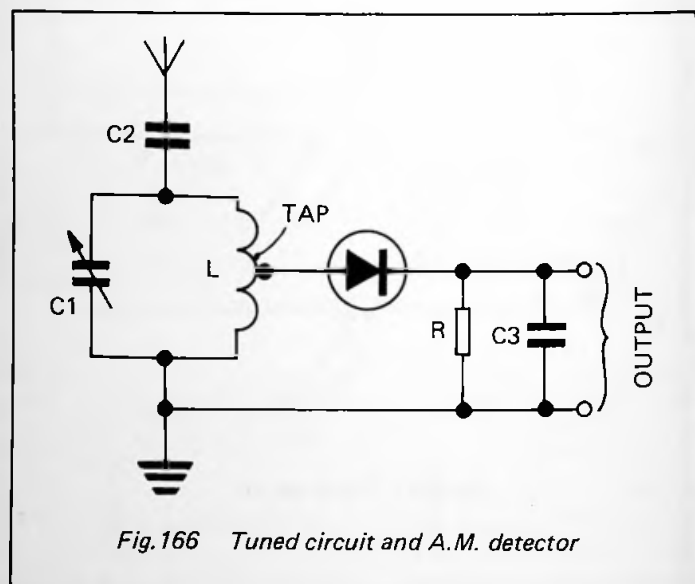 C2
TAP
L
C1
R
C3
OUTPUT
Fig.166 Tuned circuit and A.M. detector